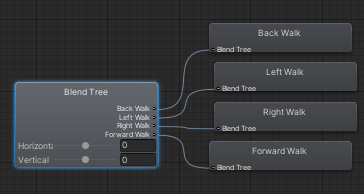 Back Walk
Blend Tree
Left Walk
Blend Tree
Right Walk
Blend Tree
Forward Walk
Blend Tree
Blend Tree
Back Walk
Left Walk
Right Walk
Forward Walk
Horizonta 0
Vertical 0